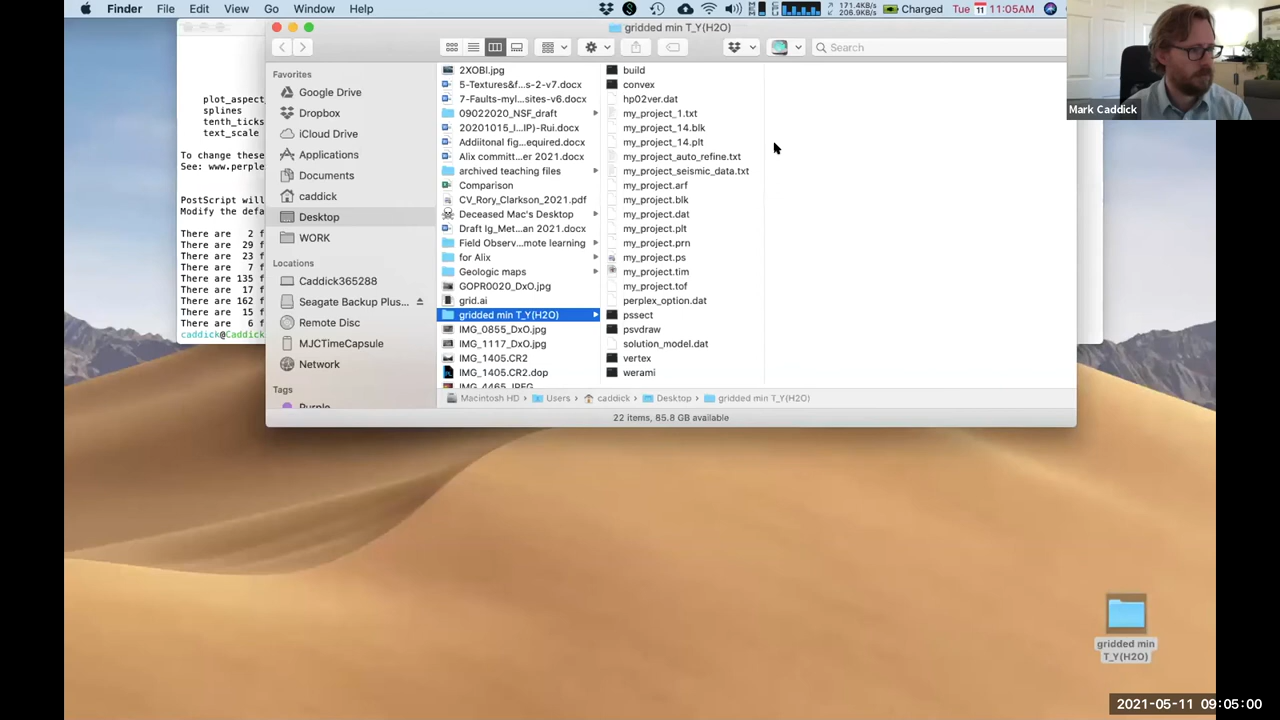 Finder File Edit View Go Window Help 171.4KB/s 206.9KB/s Charged Tue 11 11:05AM
gridded min T_Y(H2O)
Search
Mark Caddick
plot_aspect_
splines
tenth_ticks
text_scale
To change these
See: www.perple
PostScript will
Modify the defa
There are 2 f
There are 29 f
There are 23 f
There are 7 f
There are 135 f
There are 17 f
There are 162 f
There are 15 f
There are 6 f
caddick@Caddick
Favorites
Google Drive
Dropbox
iCloud Drive
Applications
Documents
caddick
Desktop
WORK
Locations
Caddick365288
Seagate Backup Plus...
Remote Disc
MJCTimeCapsule
Network
Tags
Purple
2XOBI.jpg
5-Textures&f...s-2-v7.docx
7-Faults-myl...sites-v6.docx
09022020_NSF_draft
20201015_I...IP)-Rui.docx
Addiitonal fig...equired.docx
Alix committ...er 2021.docx
archived teaching files
Comparison
CV_Rory_Clarkson_2021.pdf
Deceased Mac's Desktop
Draft Ig_Met...an 2021.docx
Field Observ...mote learning
for Alix
Geologic maps
GOPR0020_DxO.jpg
grid.ai
gridded min T_Y(H2O)
IMG_0855_DxO.jpg
IMG_1117_DxO.jpg
IMG_1405.CR2
IMG_1405.CR2.dop
IMG_4465.JPEG
build
convex
hp02ver.dat
my_project_1.txt
my_project_14.blk
my_project_14.plt
my_project_auto_refine.txt
my_project_seismic_data.txt
my_project.arf
my_project.blk
my_project.dat
my_project.plt
my_project.prn
my_project.ps
my_project.tim
my_project.tof
perplex_option.dat
pssect
psvdraw
solution_model.dat
vertex
werami
Macintosh HD › Users › caddick › Desktop › gridded min T_Y(H2O)
22 items, 85.8 GB available
gridded min
T_Y(H2O)
2021-05-11 09:05:00